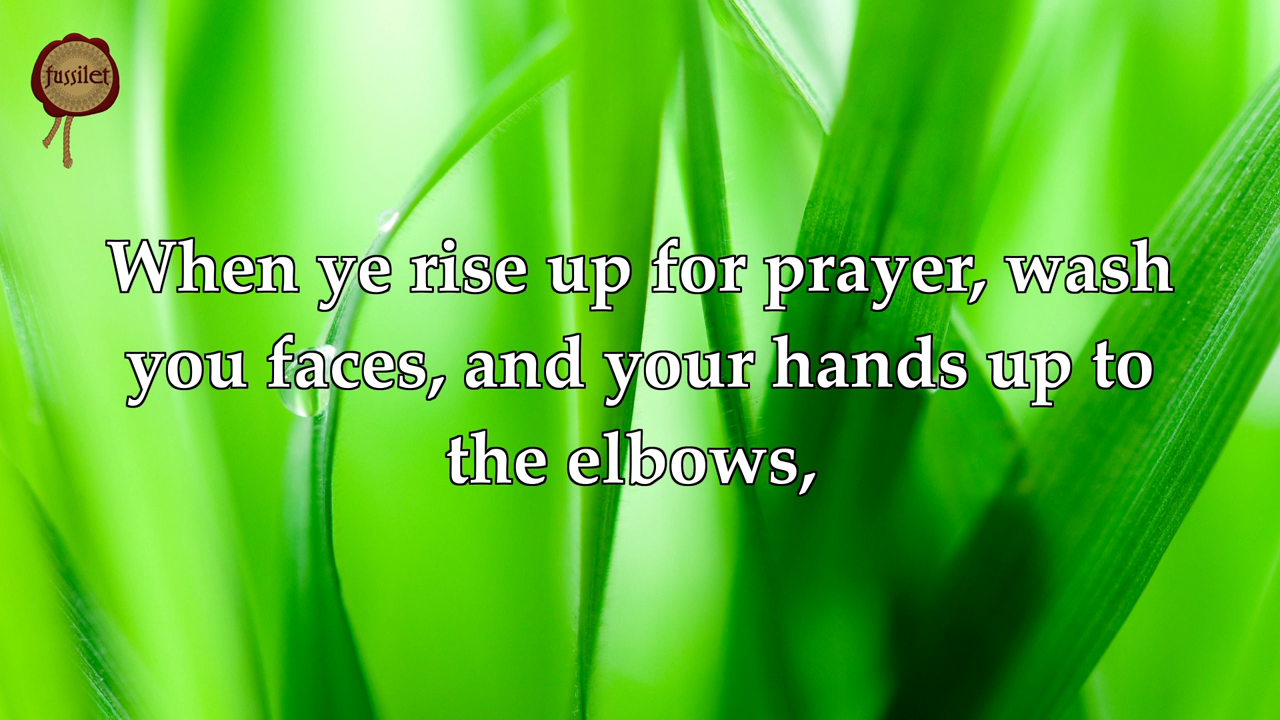 fussilet
When ye rise up for prayer, wash
you faces, and your hands up to
the elbows,